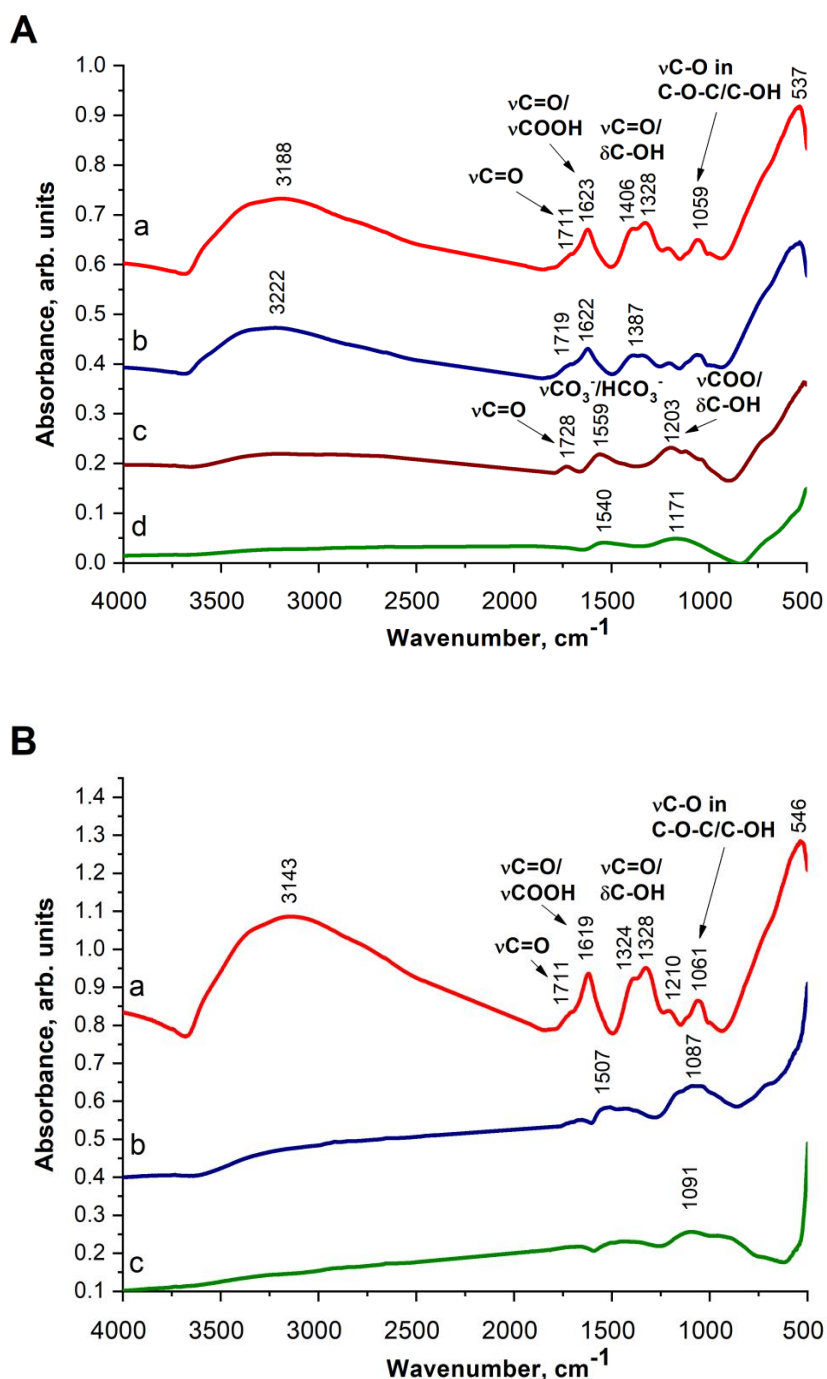 A
νC-O in
C-O-C/C-OH
537
νC=O/
νCOOH
νC=O/
δC-OH
νC=O
3188
1711
1623
1406
1328
1059
a
3222
1719
1622
1387
b
νCO3-/HCO3-
νCOO/
δC-OH
νC=O
1728
1559
1203
c
1540
1171
d
1.0
0.9
0.8
0.7
0.6
0.5
0.4
0.3
0.2
0.1
0.0
Absorbance, arb. units
4000 3500 3000 2500 2000 1500 1000 500
Wavenumber, cm-1
B
νC-O in
C-O-C/C-OH
546
νC=O/
νCOOH
νC=O/
δC-OH
νC=O
3143
1711
1619
1324
1328
1210
1061
a
1507
1087
b
1091
c
1.4
1.3
1.2
1.1
1.0
0.9
0.8
0.7
0.6
0.5
0.4
0.3
0.2
0.1
Absorbance, arb. units
4000 3500 3000 2500 2000 1500 1000 500
Wavenumber, cm-1